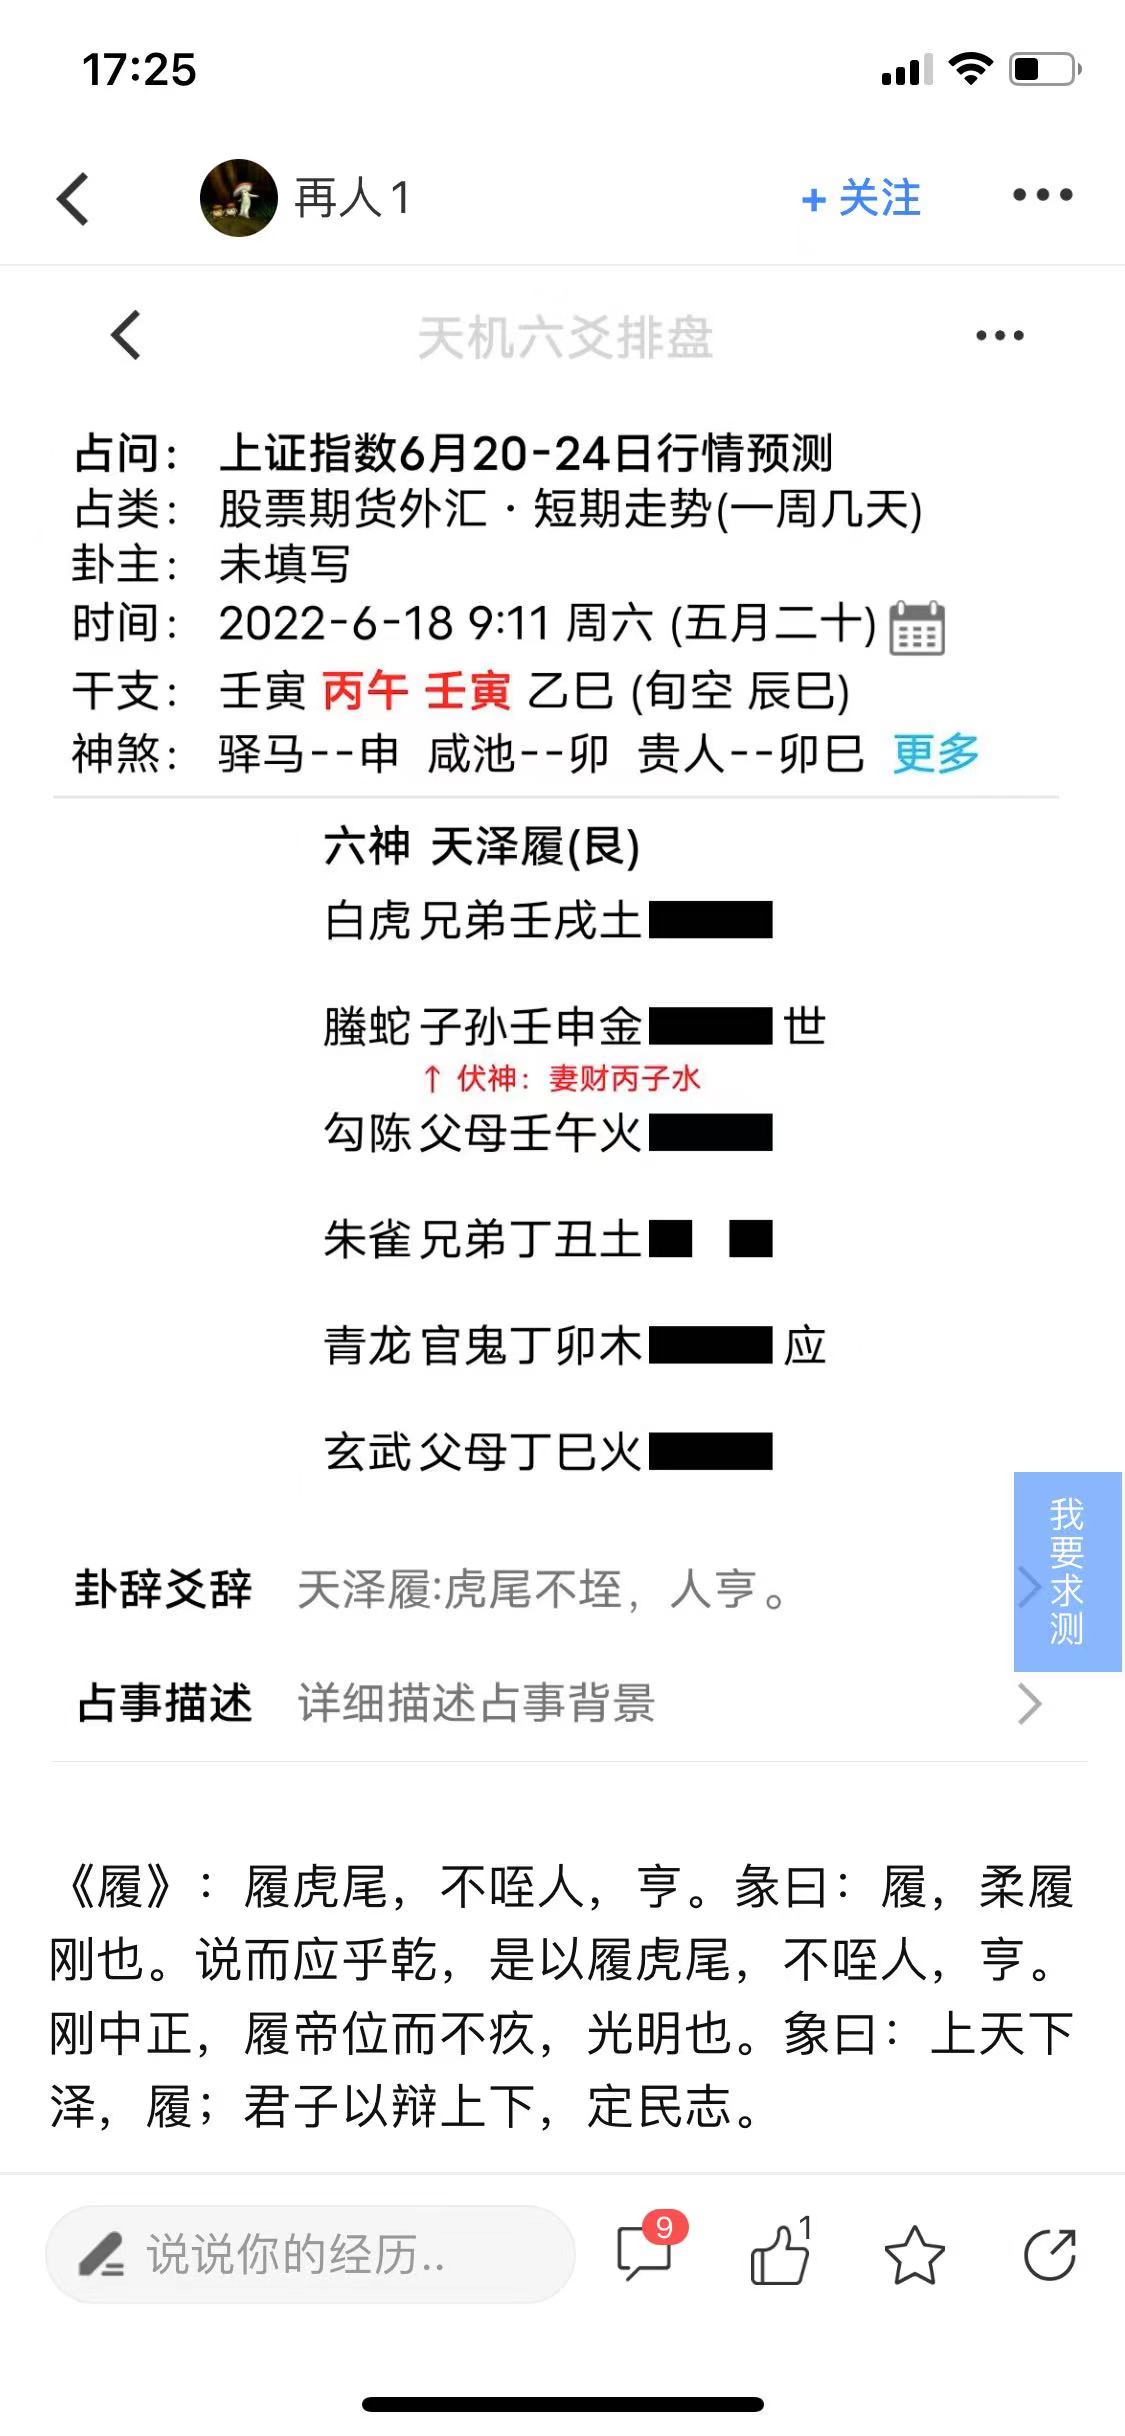 17:25
再人1
+ 关注
天机六爻排盘
占问： 上证指数6月20-24日行情预测
占类： 股票期货外汇 · 短期走势(一周几天)
卦主： 未填写
时间： 2022-6-18 9:11 周六 (五月二十)
干支： 壬寅 丙午 壬寅 乙巳 (旬空 辰巳)
神煞： 驿马--申 咸池--卯 贵人--卯巳 更多
六神 天泽履(艮)
白虎 兄弟壬戌土
螣蛇 子孙壬申金 世
↑ 伏神：妻财丙子水
勾陈 父母壬午火
朱雀 兄弟丁丑土
青龙 官鬼丁卯木 应
玄武 父母丁巳火
我要求测
卦辞爻辞 天泽履:虎尾不垤，人亨。
占事描述 详细描述占事背景
《履》：履虎尾，不咥人，亨。彖曰：履，柔履
刚也。说而应乎乾，是以履虎尾，不咥人，亨。
刚中正，履帝位而不疚，光明也。象曰：上天下
泽，履；君子以辩上下，定民志。
说说你的经历..
9
1